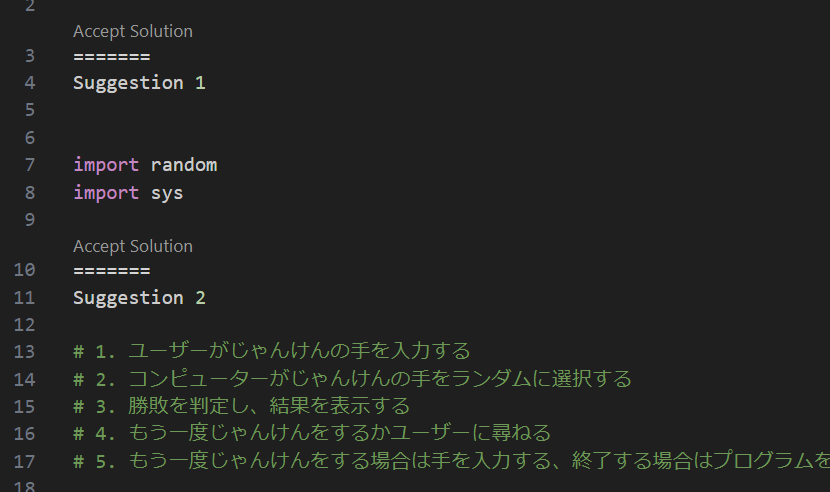 2
Accept Solution
3 =======
4 Suggestion 1
5
6
7 import random
8 import sys
9
Accept Solution
10 =======
11 Suggestion 2
12
13 # 1. ユーザーがじゃんけんの手を入力する
14 # 2. コンピューターがじゃんけんの手をランダムに選択する
15 # 3. 勝敗を判定し、結果を表示する
16 # 4. もう一度じゃんけんをするかユーザーに尋ねる
17 # 5. もう一度じゃんけんをする場合は手を入力する、終了する場合はプログラムを
18